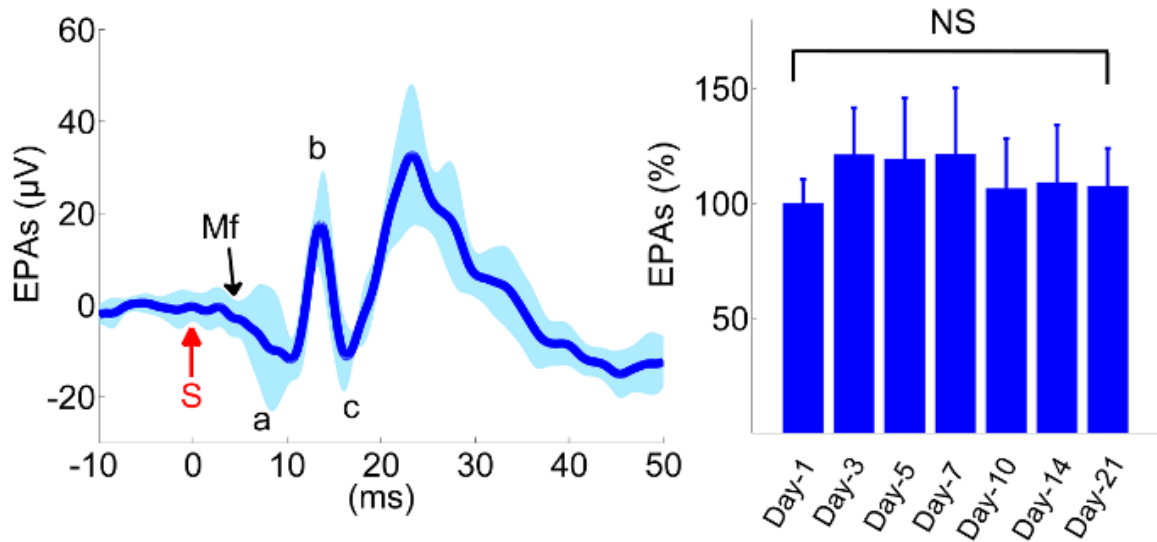 EPAs (μV)
60
40
20
0
-20
Mf
S
a
b
c
-10 0 10 20 30 40 50
(ms)
NS
EPAs (%)
150
100
50
Day-1 Day-3 Day-5 Day-7 Day-10 Day-14 Day-21